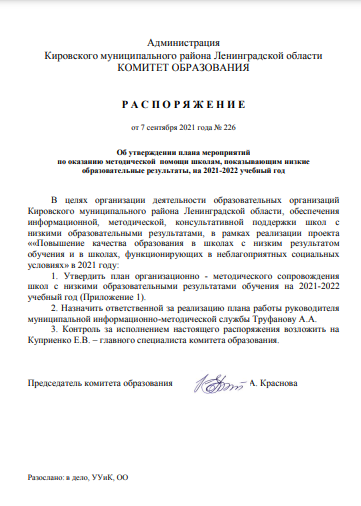 Администрация
Кировского муниципального района Ленинградской области
КОМИТЕТ ОБРАЗОВАНИЯ
Р А С П О Р Я Ж Е Н И Е
от 7 сентября 2021 года № 226
Об утверждении плана мероприятий
по оказанию методической помощи школам, показывающим низкие
образовательные результаты, на 2021-2022 учебный год
В целях организации деятельности образовательных организаций
Кировского муниципального района Ленинградской области, обеспечения
информационной, методической, консультативной поддержки школ с
низкими образовательными результатами, в рамках реализации проекта
««Повышение качества образования в школах с низким результатом
обучения и в школах, функционирующих в неблагоприятных социальных
условиях» в 2021 году:
1. Утвердить план организационно - методического сопровождения
школ с низкими образовательными результатами обучения на 2021-2022
учебный год (Приложение 1).
2. Назначить ответственной за реализацию плана работы руководителя
муниципальной информационно-методической службы Труфанову А.А.
3. Контроль за исполнением настоящего распоряжения возложить на
Куприенко Е.В. – главного специалиста комитета образования.
Председатель комитета образования А. Краснова
Разослано: в дело, УУиК, ОО